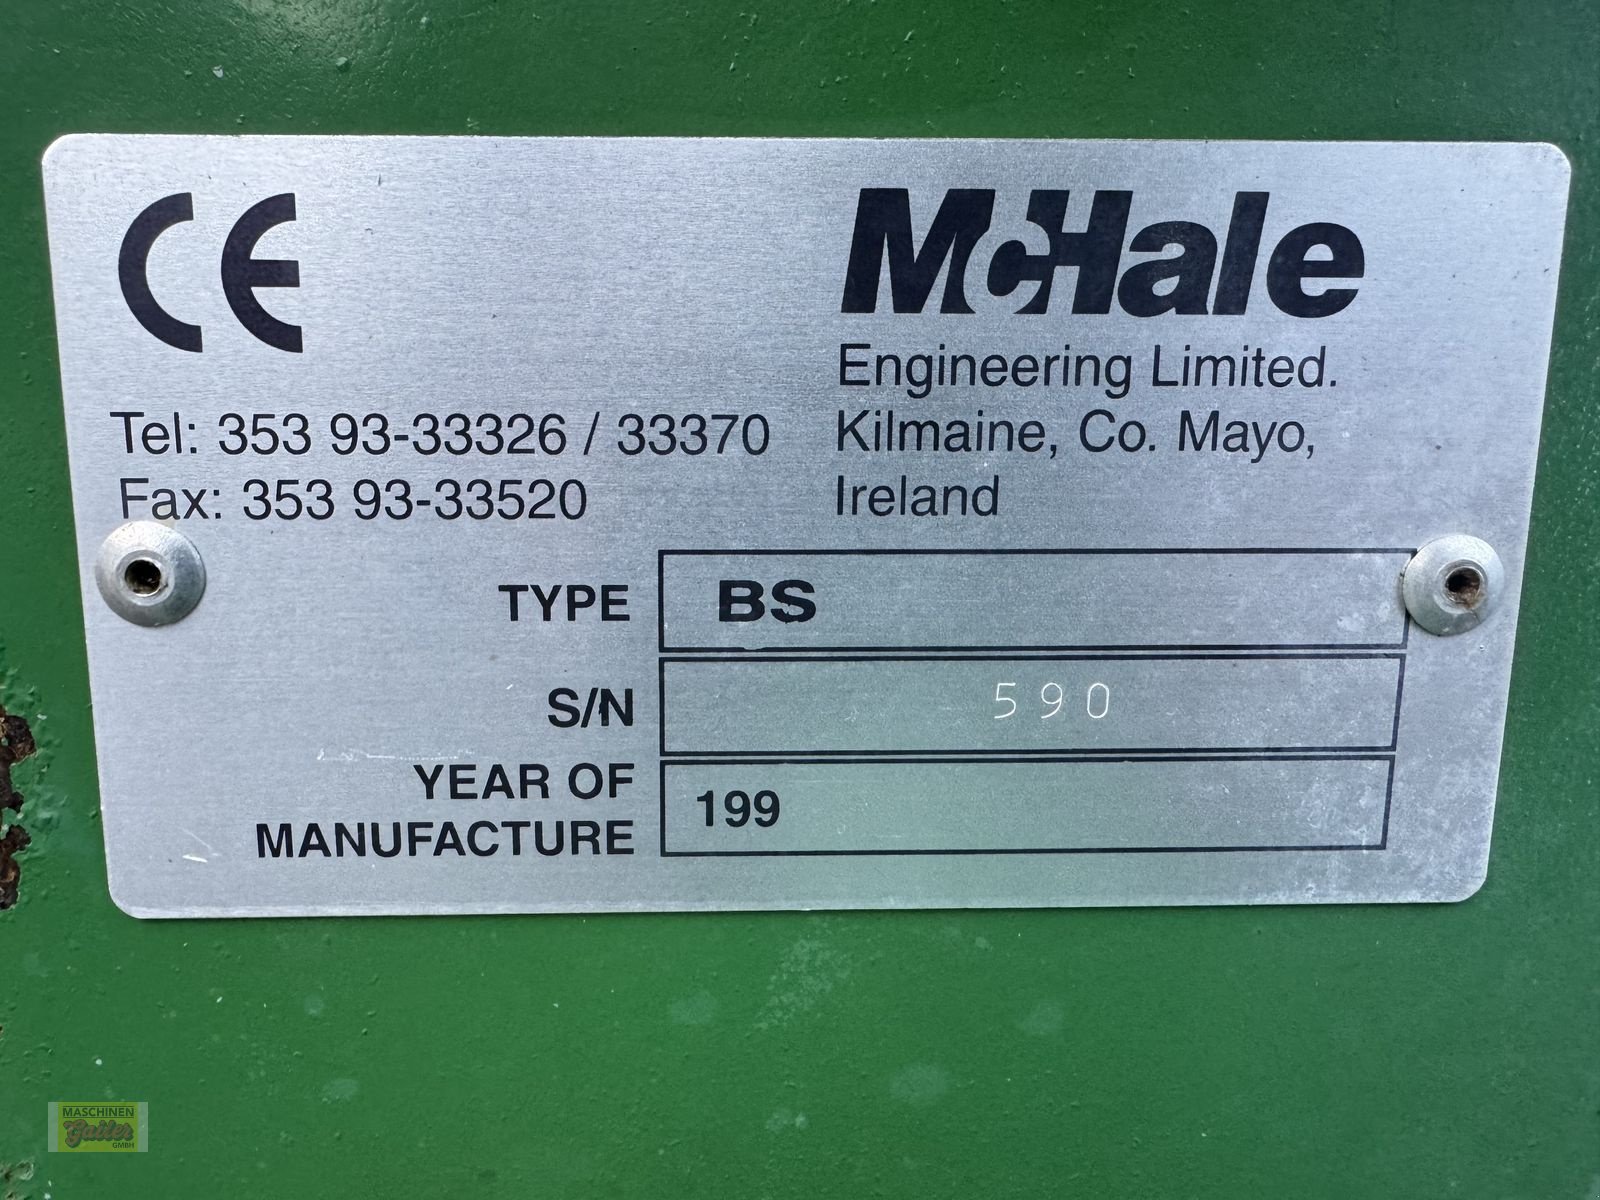 CE
McHale
Engineering Limited.
Kilmaine, Co. Mayo,
Ireland
Tel: 353 93-33326 / 33370
Fax: 353 93-33520
TYPE BS
S/N 590
YEAR OF
MANUFACTURE 199
MASCHINEN
Gailer
GMBH